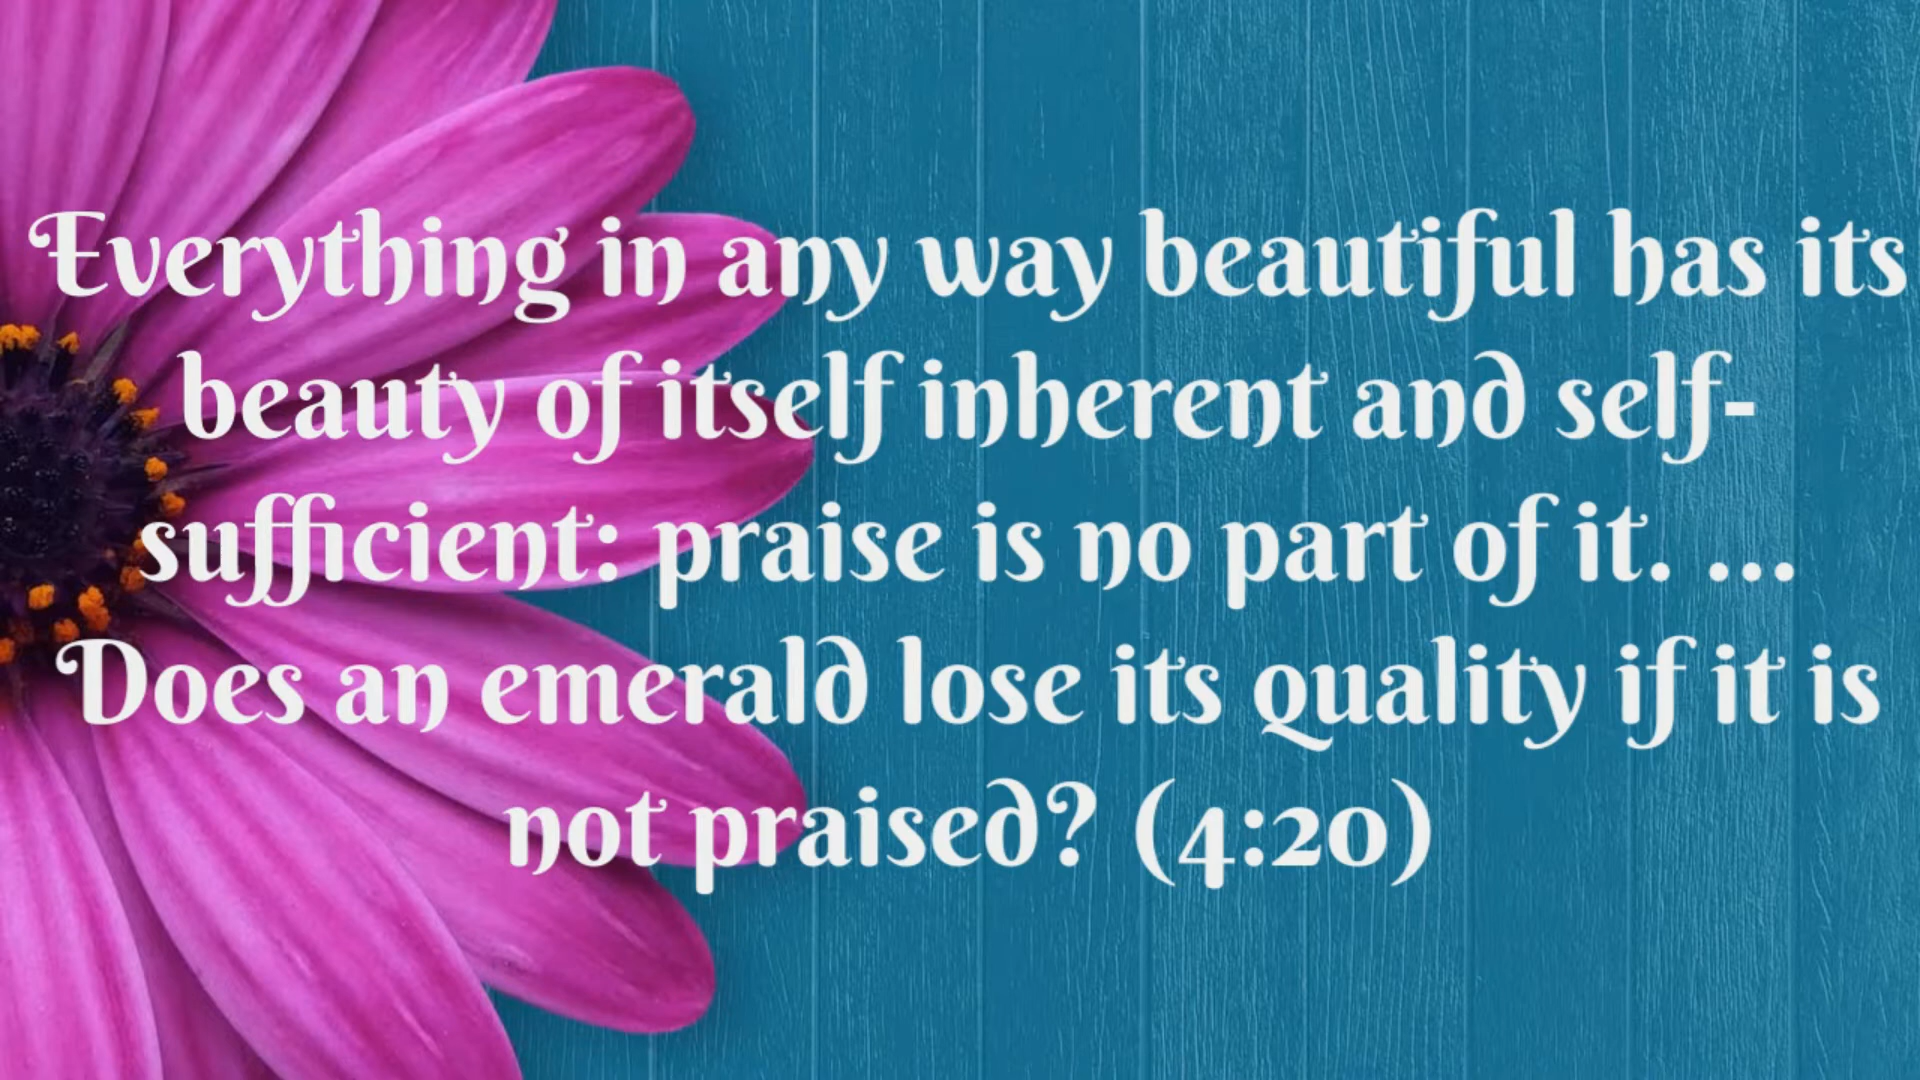 Everything in any way beautiful has its
beauty of itself inherent and self-
sufficient: praise is no part of it. ...
Does an emerald lose its quality if it is
not praised? (4:20)